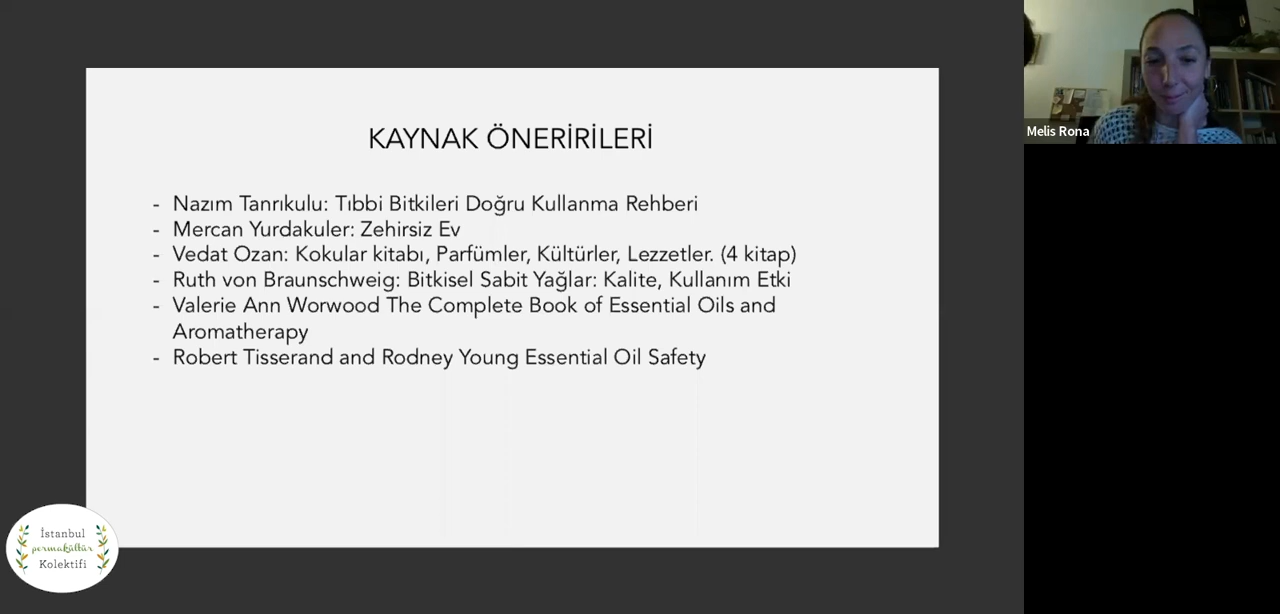 KAYNAK ÖNERİRİLERİ
- Nazım Tanrıkulu: Tıbbi Bitkileri Doğru Kullanma Rehberi
- Mercan Yurdakuler: Zehirsiz Ev
- Vedat Ozan: Kokular kitabı, Parfümler, Kültürler, Lezzetler. (4 kitap)
- Ruth von Braunschweig: Bitkisel Sabit Yağlar: Kalite, Kullanım Etki
- Valerie Ann Worwood The Complete Book of Essential Oils and
Aromatherapy
- Robert Tisserand and Rodney Young Essential Oil Safety
Melis Rona
İstanbul
permakültür
Kolektifi